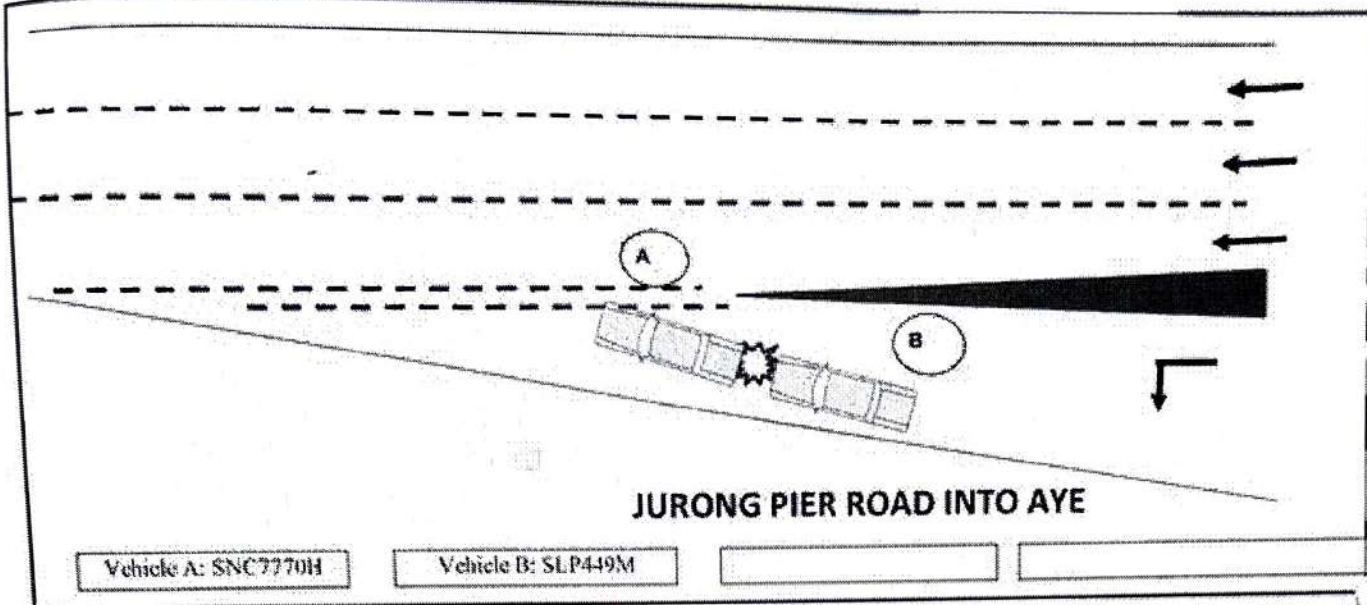 A
B
JURONG PIER ROAD INTO AYE
Vehicle A: SNC7770H
Vehicle B: SLP449M